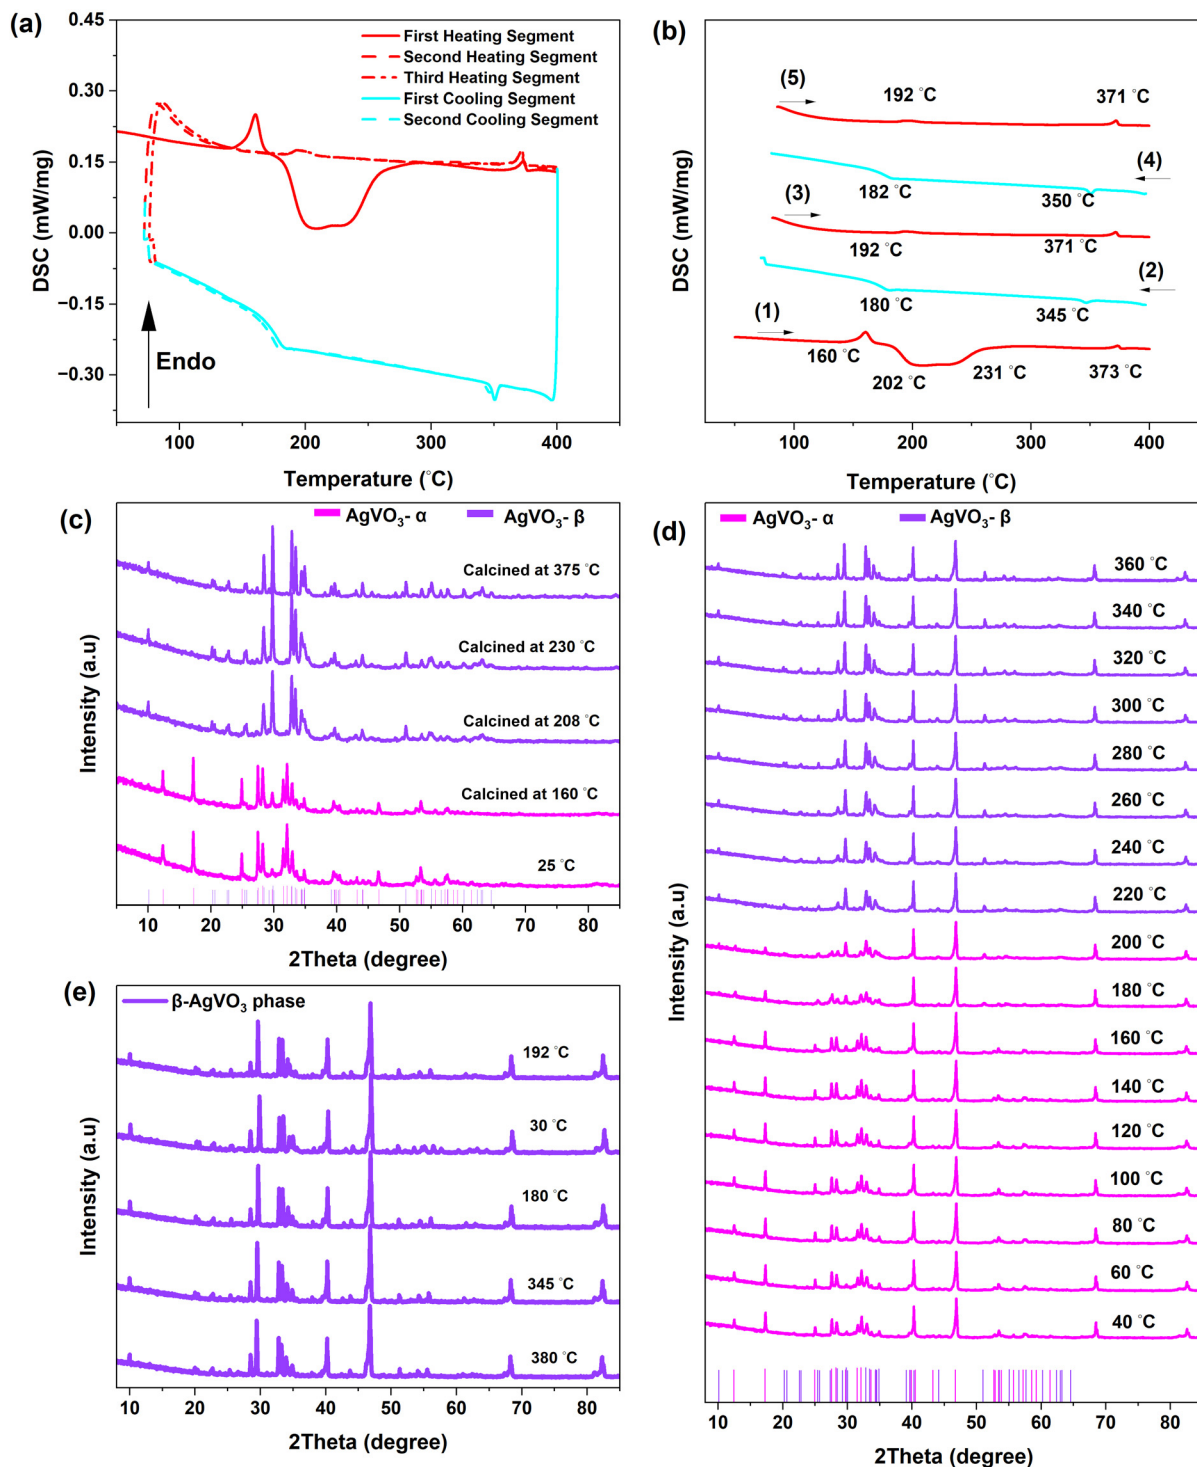 (a)
0.45
0.30
0.15
0.00
−0.15
−0.30
DSC (mW/mg)
First Heating Segment
Second Heating Segment
Third Heating Segment
First Cooling Segment
Second Cooling Segment
Endo
100
200
300
400
Temperature (°C)
(b)
DSC (mW/mg)
(5)
192 °C
371 °C
(4)
182 °C
350 °C
(3)
192 °C
371 °C
(2)
180 °C
345 °C
(1)
160 °C
202 °C
231 °C
373 °C
100
200
300
400
Temperature (°C)
(c)
AgVO₃- α
AgVO₃- β
Intensity (a.u)
Calcined at 375 °C
Calcined at 230 °C
Calcined at 208 °C
Calcined at 160 °C
25 °C
10
20
30
40
50
60
70
80
2Theta (degree)
(d)
AgVO₃- α
AgVO₃- β
Intensity (a.u)
360 °C
340 °C
320 °C
300 °C
280 °C
260 °C
240 °C
220 °C
200 °C
180 °C
160 °C
140 °C
120 °C
100 °C
80 °C
60 °C
40 °C
10
20
30
40
50
60
70
80
2Theta (degree)
(e)
β-AgVO₃ phase
Intensity (a.u)
192 °C
30 °C
180 °C
345 °C
380 °C
10
20
30
40
50
60
70
80
2Theta (degree)